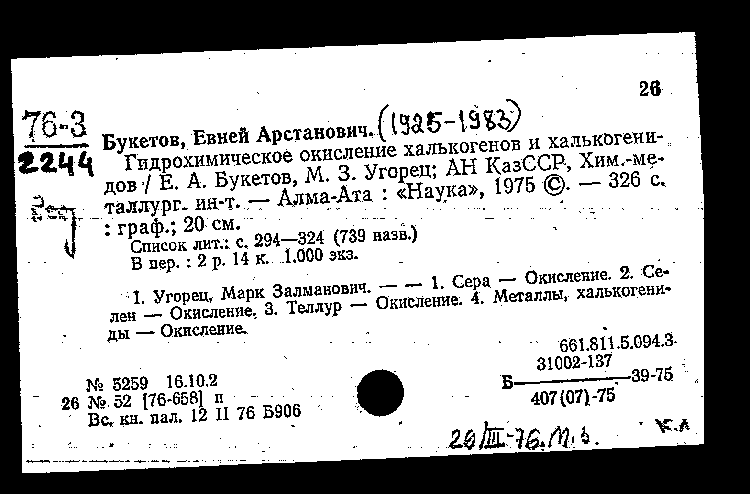 26
76-3
2244
Букетов, Евней Арстанович. (1925-1983)
Гидрохимическое окисление халькогенов и халькогени-
дов / Е. А. Букетов, М. З. Угорец; АН КазССР, Хим.-ме-
таллург. ин-т. — Алма-Ата : «Наука», 1975 ©. — 326 с.
: граф.; 20 см.
Список лит.: с. 294—324 (739 назв.)
В пер. : 2 р. 14 к. 1.000 экз.
1. Угорец, Марк Залманович. — — 1. Сера — Окисление. 2. Се-
лен — Окисление. 3. Теллур — Окисление. 4. Металлы, халькогени-
ды — Окисление.
661.811.5.094.3
31002-137
Б 39-75
407(07)-75
№ 5259 16.10.2
26 № 52 [76-658] п
Вс. кн. пал. 12 II 76 Б906
26/III-76.